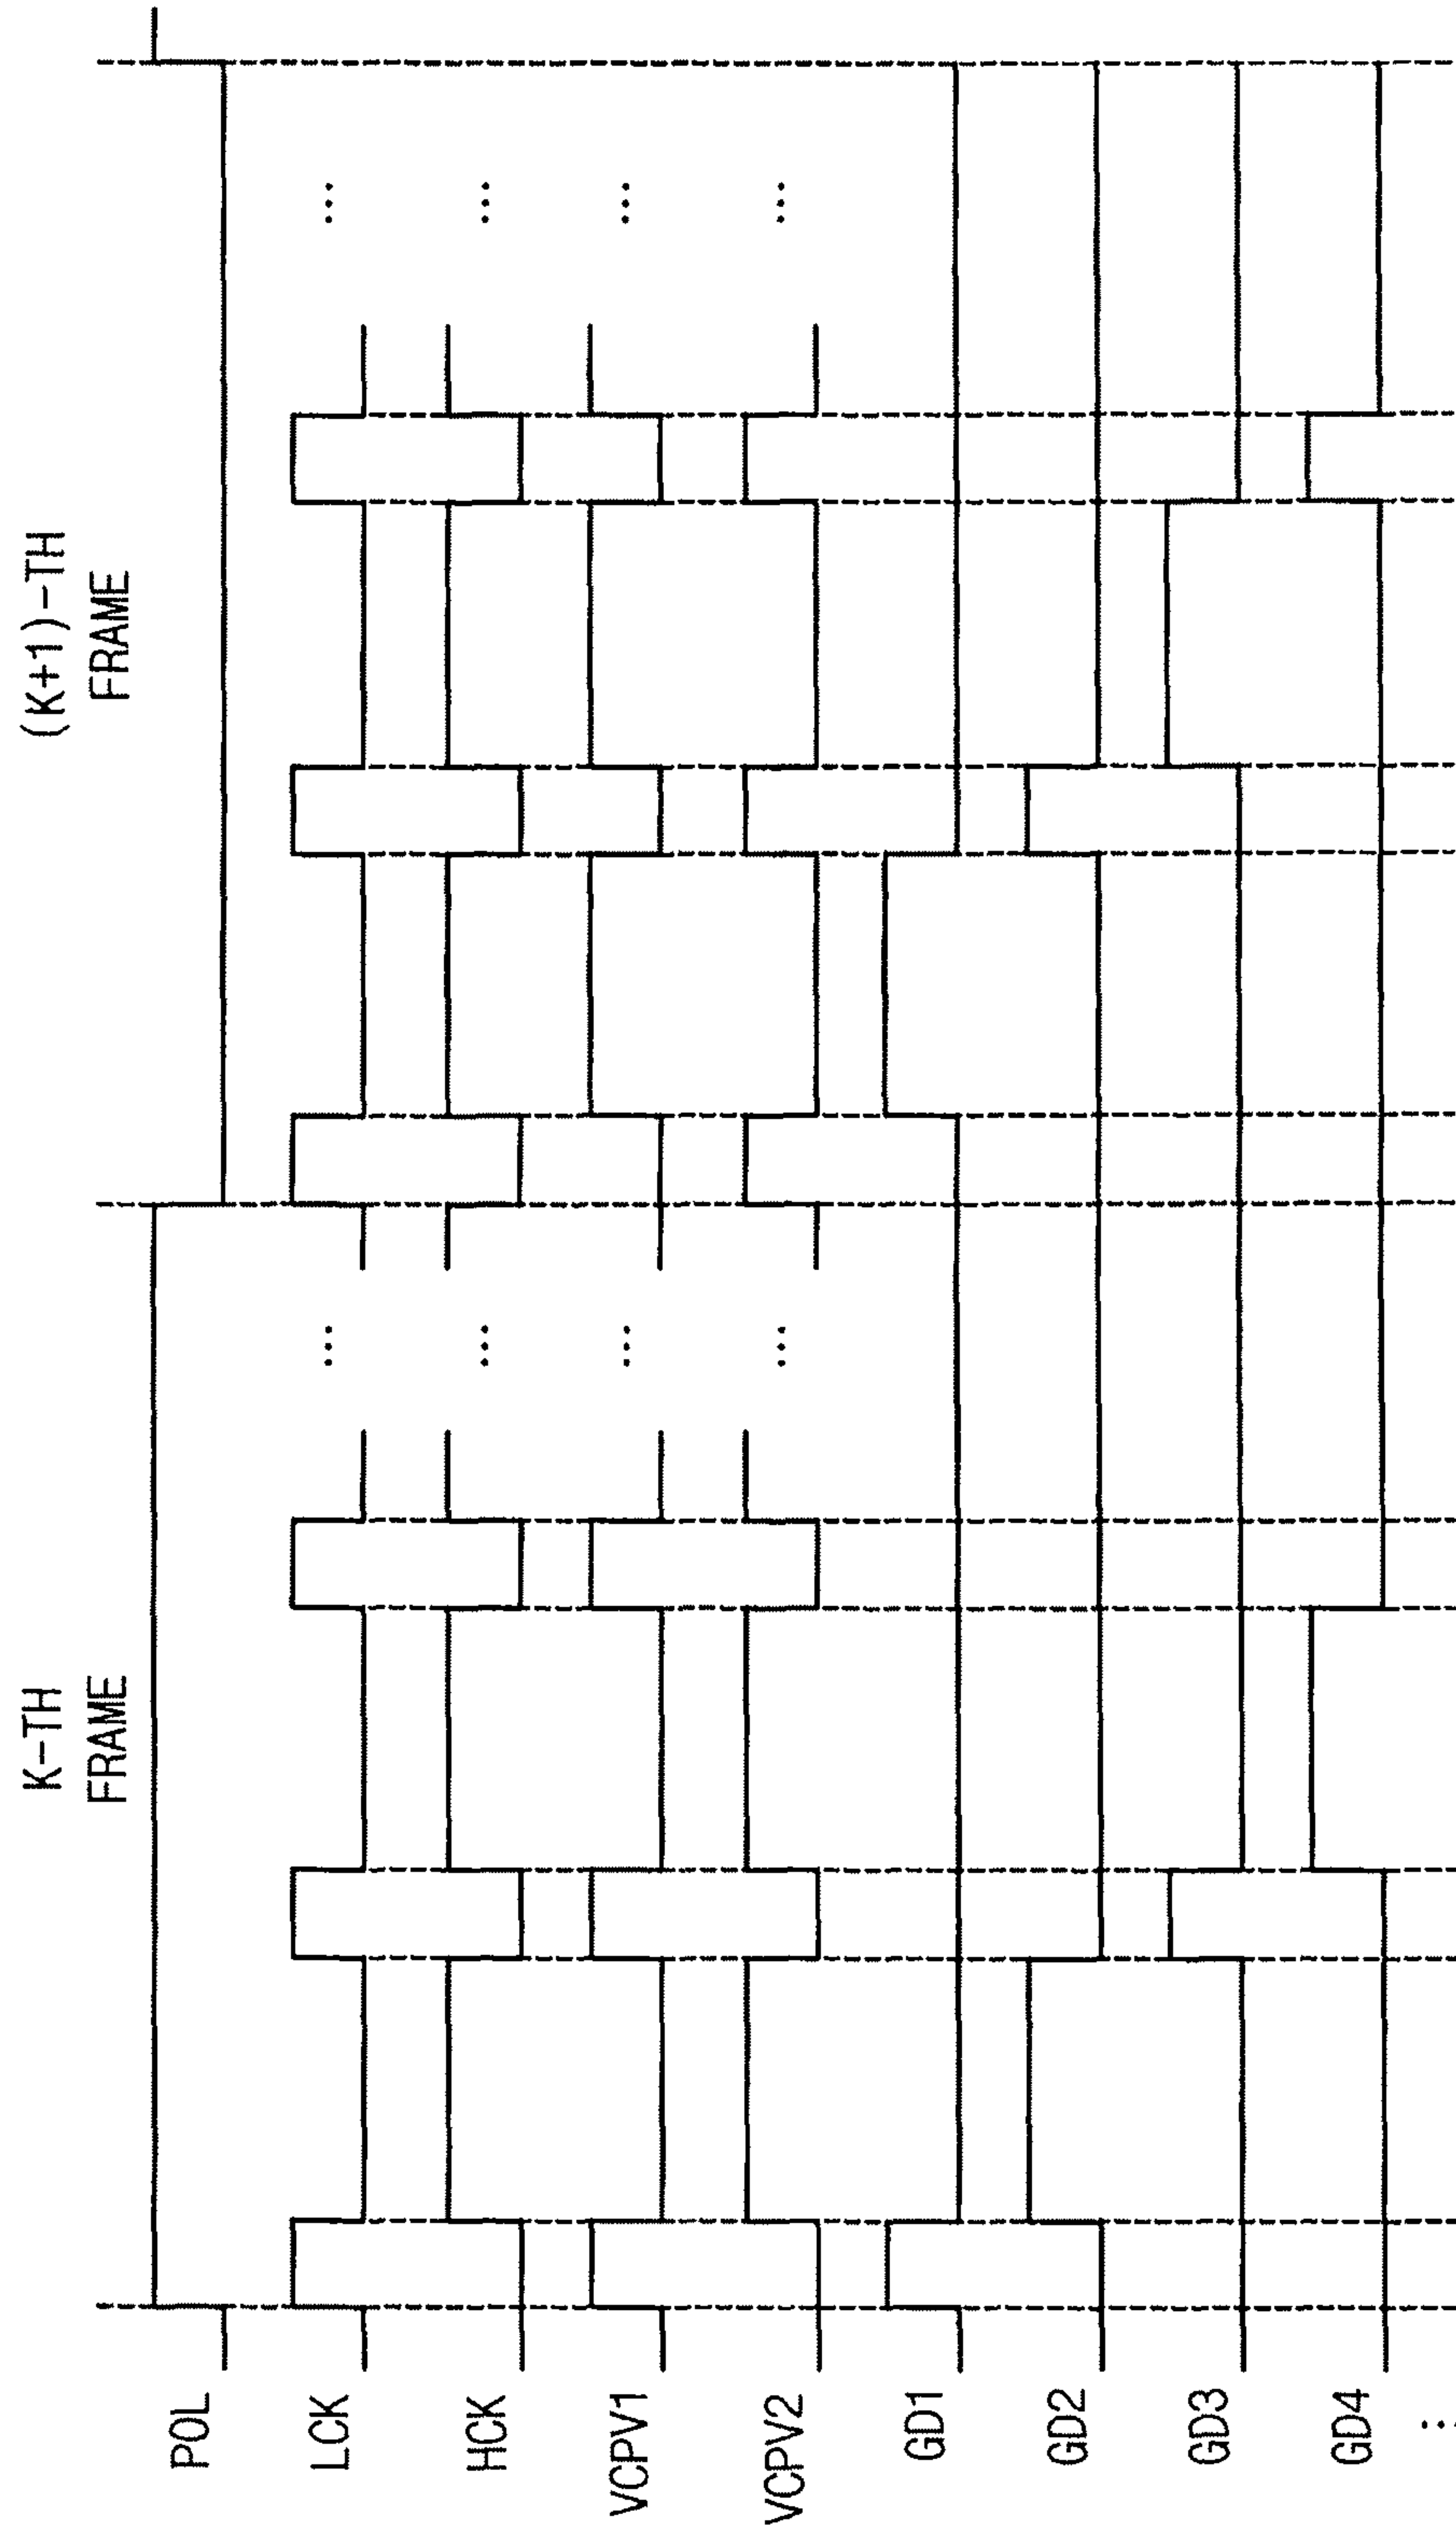 K-TH
FRAME
(K+1)-TH
FRAME
POL
LCK
...
...
HCK
...
...
VCPV1
...
...
VCPV2
...
...
GD1
GD2
GD3
GD4
⋮